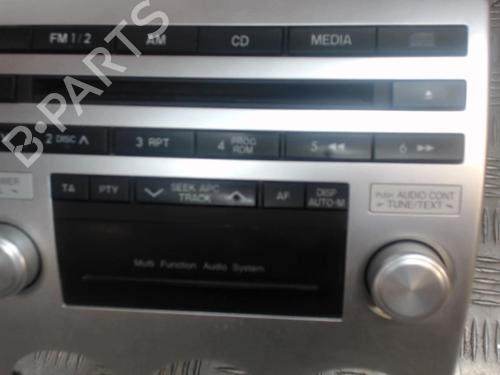 FM 1/2 AM CD MEDIA
2 DISC ∧ 3 RPT 4 PROG RDM 5 ◀◀ 6 ▶▶
TA PTY ∨ SEEK APC TRACK ∧ AF DISP AUTO-M
PUSH AUDIO CONT
TUNE/TEXT
Multi Function Audio System
B-PARTS